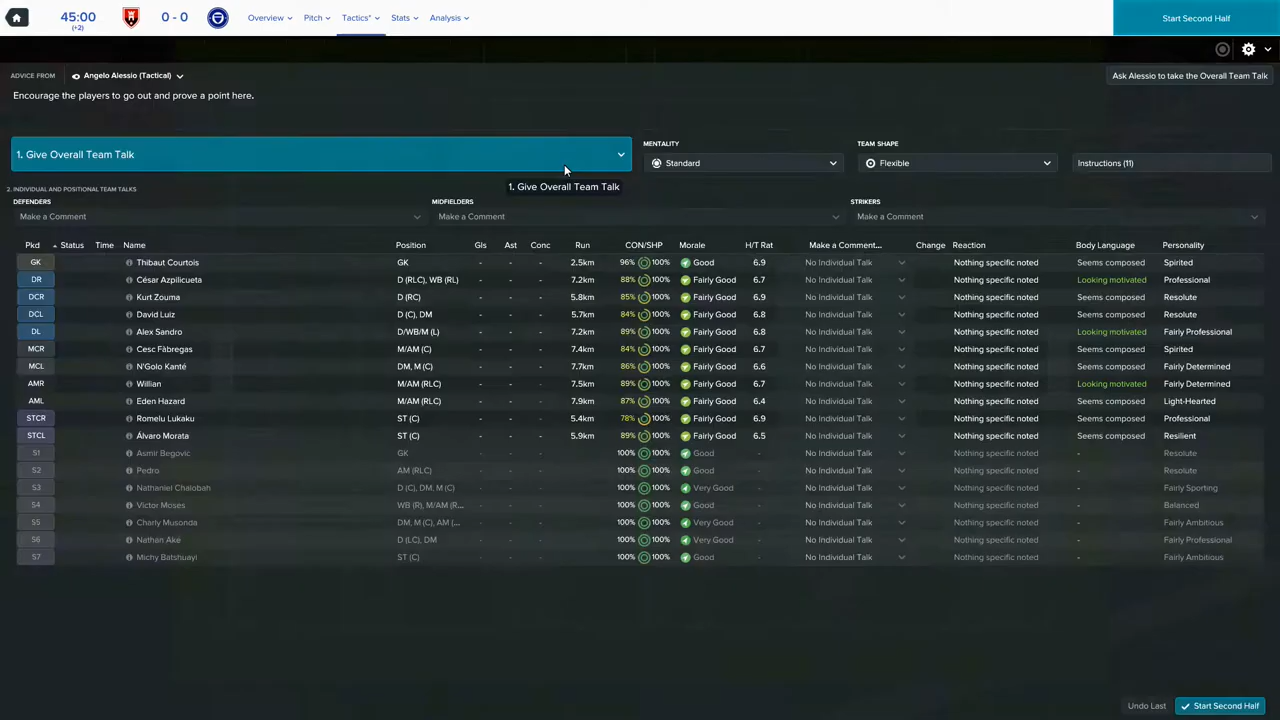 45:00
(+2)
0 - 0
Overview
Pitch
Tactics*
Stats
Analysis
Start Second Half
ADVICE FROM
Angelo Alessio (Tactical)
Ask Alessio to take the Overall Team Talk
Encourage the players to go out and prove a point here.
1. Give Overall Team Talk
MENTALITY
Standard
TEAM SHAPE
Flexible
Instructions (11)
1. Give Overall Team Talk
2. INDIVIDUAL AND POSITIONAL TEAM TALKS
DEFENDERS MIDFIELDERS STRIKERS
Make a Comment Make a Comment Make a Comment
Pkd Status Time Name Position Gls Ast Conc Run CON/SHP Morale H/T Rat Make a Comment... Change Reaction Body Language Personality
GK Thibaut Courtois GK - - - 2.5km 96% 100% Good 6.9 No Individual Talk Nothing specific noted Seems composed Spirited
DR César Azpilicueta D (RLC), WB (RL) - - - 7.2km 88% 100% Fairly Good 6.7 No Individual Talk Nothing specific noted Looking motivated Professional
DCR Kurt Zouma D (RC) - - - 5.8km 85% 100% Fairly Good 6.9 No Individual Talk Nothing specific noted Seems composed Resolute
DCL David Luiz D (C), DM - - - 5.7km 84% 100% Fairly Good 6.8 No Individual Talk Nothing specific noted Seems composed Resolute
DL Alex Sandro D/WB/M (L) - - - 7.2km 89% 100% Fairly Good 6.8 No Individual Talk Nothing specific noted Looking motivated Fairly Professional
MCR Cesc Fàbregas M/AM (C) - - - 7.4km 84% 100% Fairly Good 6.7 No Individual Talk Nothing specific noted Seems composed Spirited
MCL N'Golo Kanté DM, M (C) - - - 7.7km 86% 100% Fairly Good 6.6 No Individual Talk Nothing specific noted Seems composed Fairly Determined
AMR Willian M/AM (RLC) - - - 7.5km 89% 100% Fairly Good 6.7 No Individual Talk Nothing specific noted Looking motivated Fairly Determined
AML Eden Hazard M/AM (RLC) - - - 7.9km 87% 100% Fairly Good 6.4 No Individual Talk Nothing specific noted Seems composed Light-Hearted
STCR Romelu Lukaku ST (C) - - - 5.4km 78% 100% Fairly Good 6.9 No Individual Talk Nothing specific noted Seems composed Professional
STCL Álvaro Morata ST (C) - - - 5.9km 89% 100% Fairly Good 6.5 No Individual Talk Nothing specific noted Seems composed Resilient
S1 Asmir Begovic GK 100% 100% Good - No Individual Talk Nothing specific noted - Resolute
S2 Pedro AM (RLC) 100% 100% Good - No Individual Talk Nothing specific noted - Resolute
S3 Nathaniel Chalobah D (C), DM, M (C) 100% 100% Very Good - No Individual Talk Nothing specific noted - Fairly Sporting
S4 Victor Moses WB (R), M/AM (R... 100% 100% Good - No Individual Talk Nothing specific noted - Balanced
S5 Charly Musonda DM, M (C), AM (... 100% 100% Very Good - No Individual Talk Nothing specific noted - Fairly Ambitious
S6 Nathan Aké D (LC), DM 100% 100% Very Good - No Individual Talk Nothing specific noted - Fairly Professional
S7 Michy Batshuayi ST (C) 100% 100% Good - No Individual Talk Nothing specific noted - Fairly Ambitious
Undo Last
Start Second Half